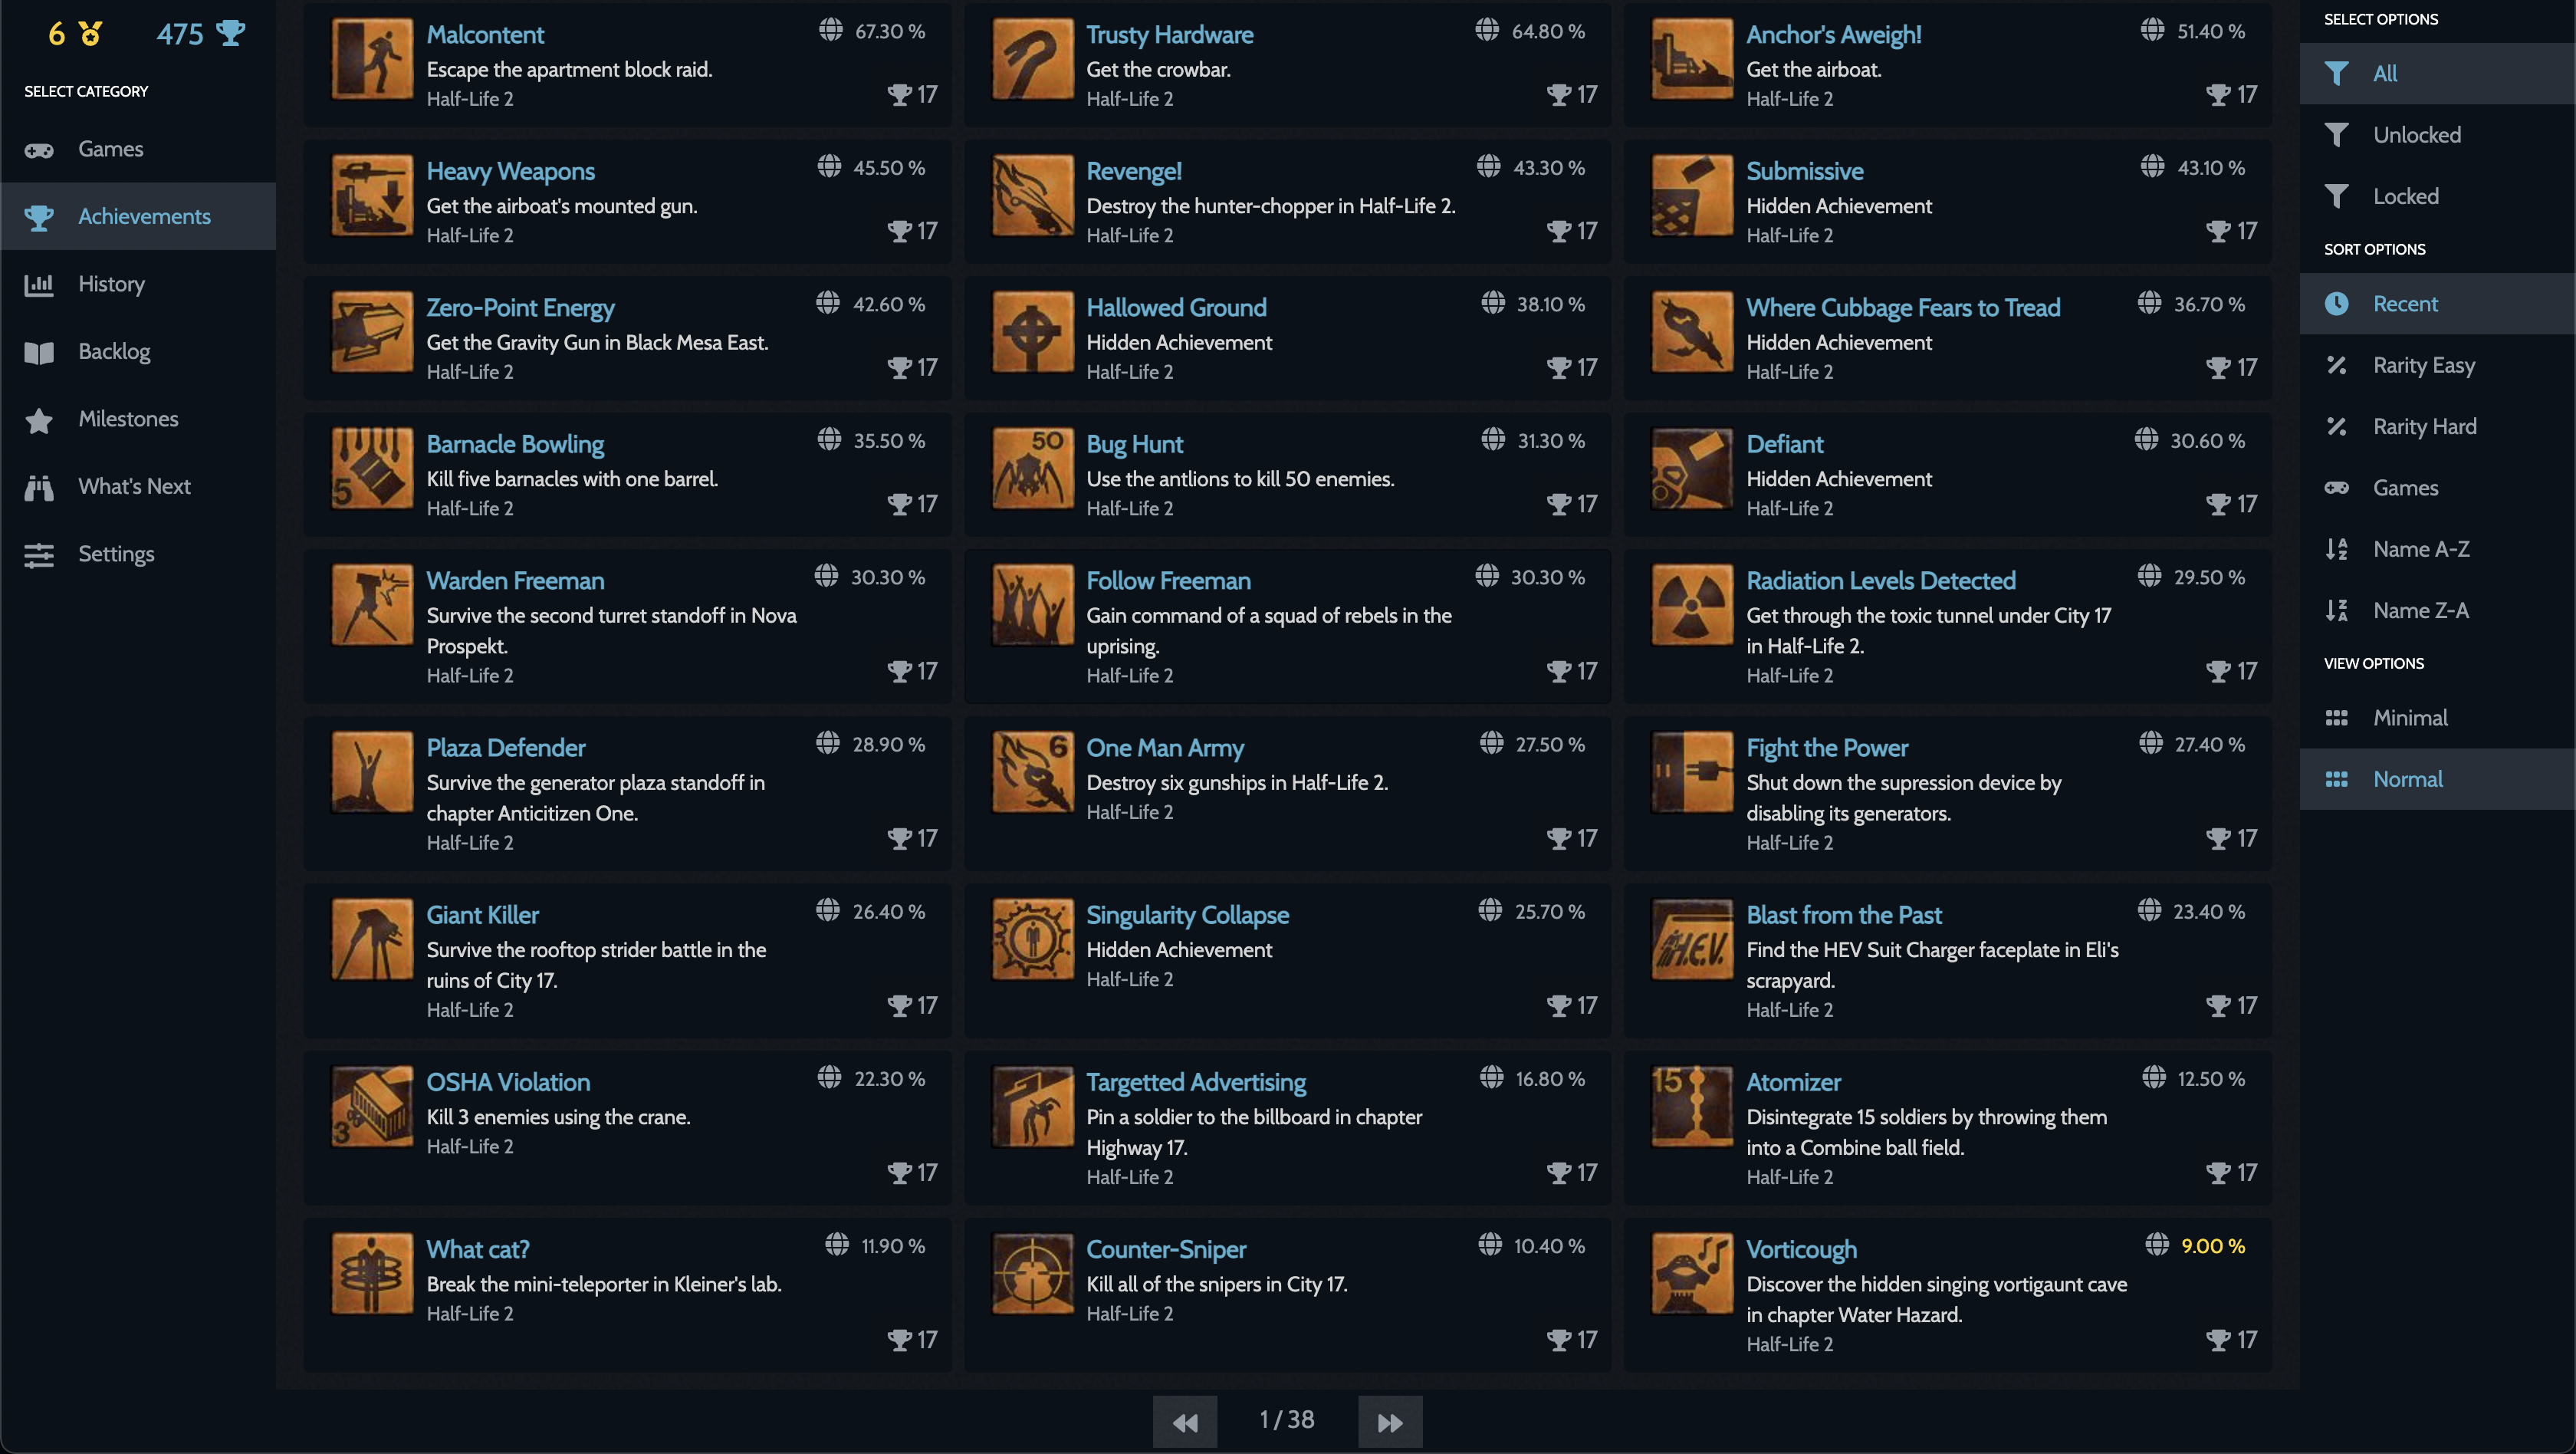 6
475
SELECT CATEGORY
Games
Achievements
History
Backlog
Milestones
What's Next
Settings
Malcontent
67.30 %
Escape the apartment block raid.
Half-Life 2
17
Trusty Hardware
64.80 %
Get the crowbar.
Half-Life 2
17
Anchor's Aweigh!
51.40 %
Get the airboat.
Half-Life 2
17
Heavy Weapons
45.50 %
Get the airboat's mounted gun.
Half-Life 2
17
Revenge!
43.30 %
Destroy the hunter-chopper in Half-Life 2.
Half-Life 2
17
Submissive
43.10 %
Hidden Achievement
Half-Life 2
17
Zero-Point Energy
42.60 %
Get the Gravity Gun in Black Mesa East.
Half-Life 2
17
Hallowed Ground
38.10 %
Hidden Achievement
Half-Life 2
17
Where Cubbage Fears to Tread
36.70 %
Hidden Achievement
Half-Life 2
17
5
Barnacle Bowling
35.50 %
Kill five barnacles with one barrel.
Half-Life 2
17
50
Bug Hunt
31.30 %
Use the antlions to kill 50 enemies.
Half-Life 2
17
Defiant
30.60 %
Hidden Achievement
Half-Life 2
17
Warden Freeman
30.30 %
Survive the second turret standoff in Nova
Prospekt.
Half-Life 2
17
Follow Freeman
30.30 %
Gain command of a squad of rebels in the
uprising.
Half-Life 2
17
Radiation Levels Detected
29.50 %
Get through the toxic tunnel under City 17
in Half-Life 2.
Half-Life 2
17
Plaza Defender
28.90 %
Survive the generator plaza standoff in
chapter Anticitizen One.
Half-Life 2
17
6
One Man Army
27.50 %
Destroy six gunships in Half-Life 2.
Half-Life 2
17
Fight the Power
27.40 %
Shut down the supression device by
disabling its generators.
Half-Life 2
17
Giant Killer
26.40 %
Survive the rooftop strider battle in the
ruins of City 17.
Half-Life 2
17
Singularity Collapse
25.70 %
Hidden Achievement
Half-Life 2
17
H.E.V.
Blast from the Past
23.40 %
Find the HEV Suit Charger faceplate in Eli's
scrapyard.
Half-Life 2
17
3
OSHA Violation
22.30 %
Kill 3 enemies using the crane.
Half-Life 2
17
Targetted Advertising
16.80 %
Pin a soldier to the billboard in chapter
Highway 17.
Half-Life 2
17
15
Atomizer
12.50 %
Disintegrate 15 soldiers by throwing them
into a Combine ball field.
Half-Life 2
17
What cat?
11.90 %
Break the mini-teleporter in Kleiner's lab.
Half-Life 2
17
Counter-Sniper
10.40 %
Kill all of the snipers in City 17.
Half-Life 2
17
Vorticough
9.00 %
Discover the hidden singing vortigaunt cave
in chapter Water Hazard.
Half-Life 2
17
1 / 38
SELECT OPTIONS
All
Unlocked
Locked
SORT OPTIONS
Recent
Rarity Easy
Rarity Hard
Games
Name A-Z
Name Z-A
VIEW OPTIONS
Minimal
Normal